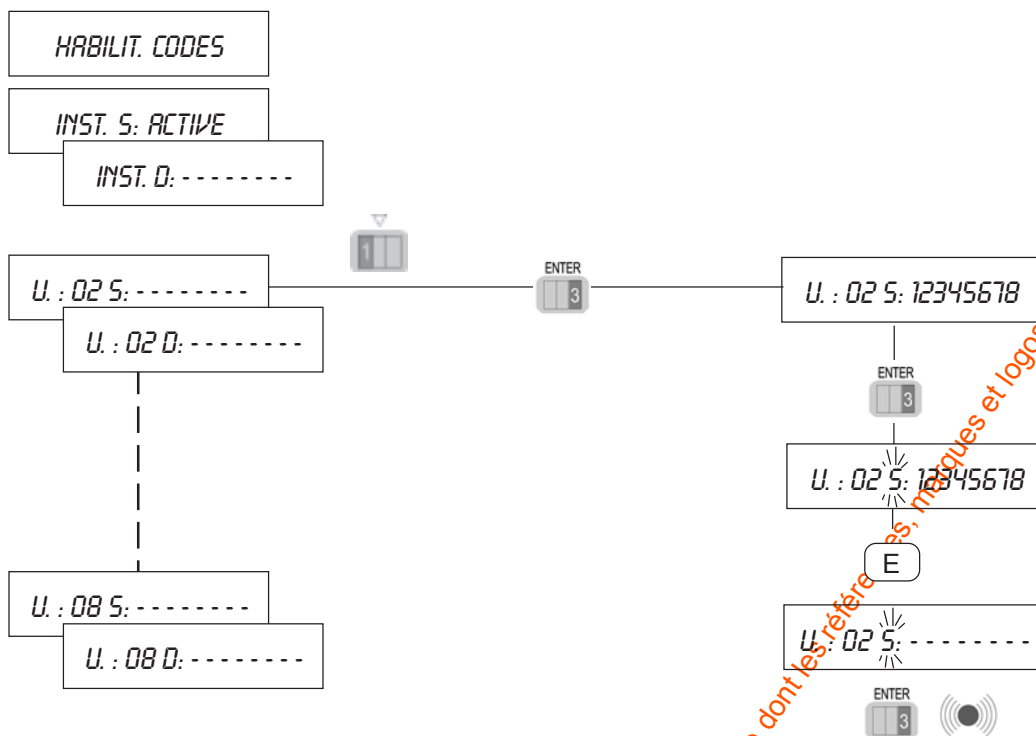 HABILIT. CODES
INST. S: ACTIVE
INST. D: - - - - - - - -
1
ENTER
3
U. : 02 S: - - - - - - - -
U. : 02 S: 12345678
U. : 02 D: - - - - - - - -
ENTER
3
U. : 02 S: 12345678
E
U. : 08 S: - - - - - - - -
U. : 02 S: - - - - - - - -
U. : 08 D: - - - - - - - -
ENTER
3
dont les références, marques et logos